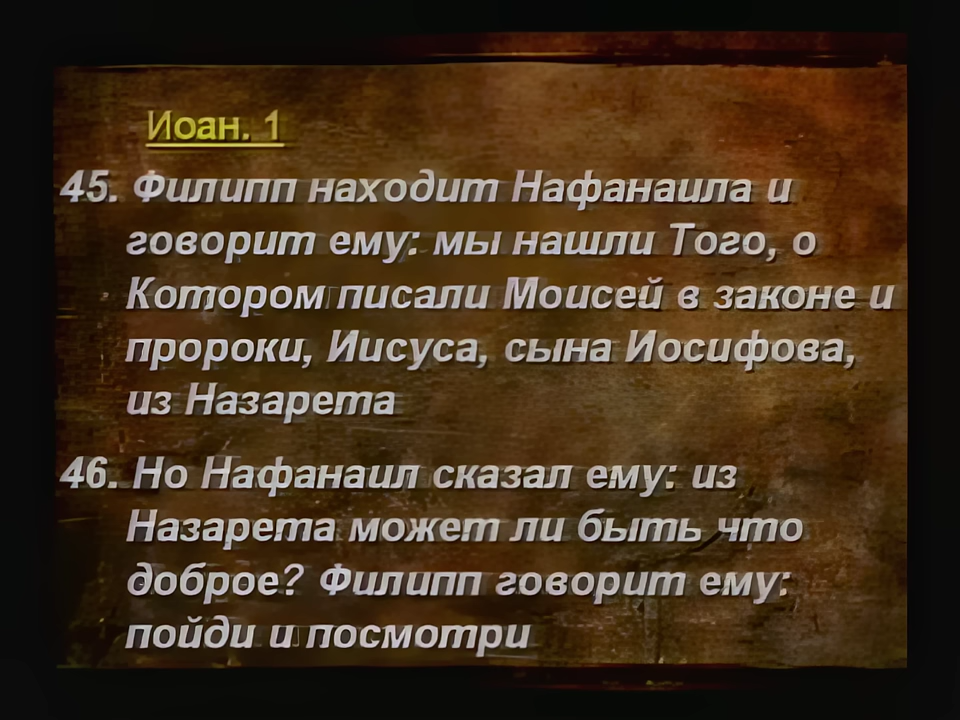 Иоан. 1
45. Филипп находит Нафанаила и
говорит ему: мы нашли Того, о
Котором писали Моисей в законе и
пророки, Иисуса, сына Иосифова,
из Назарета
46. Но Нафанаил сказал ему: из
Назарета может ли быть что
доброе? Филипп говорит ему:
пойди и посмотри